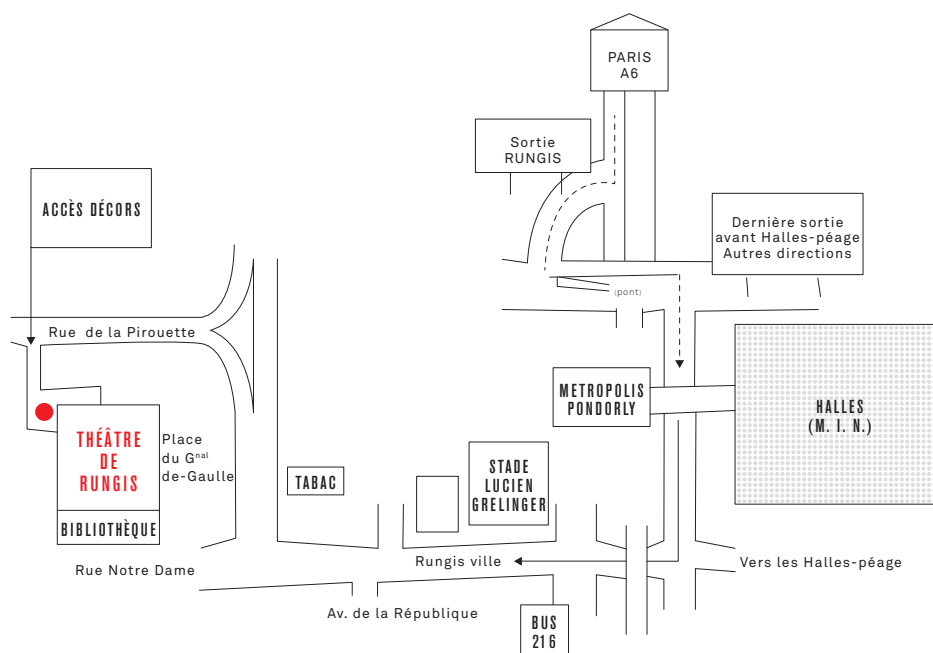 PARIS
A6
Sortie
RUNGIS
ACCÈS DÉCORS
Dernière sortie
avant Halles-péage
Autres directions
(pont)
Rue de la Pirouette
METROPOLIS
PONDORLY
HALLES
(M. I. N.)
THÉÂTRE
DE
RUNGIS
Place
du Gnal
de-Gaulle
BIBLIOTHÈQUE
TABAC
STADE
LUCIEN
GRELINGER
Rue Notre Dame
Rungis ville
Vers les Halles-péage
Av. de la République
BUS
216